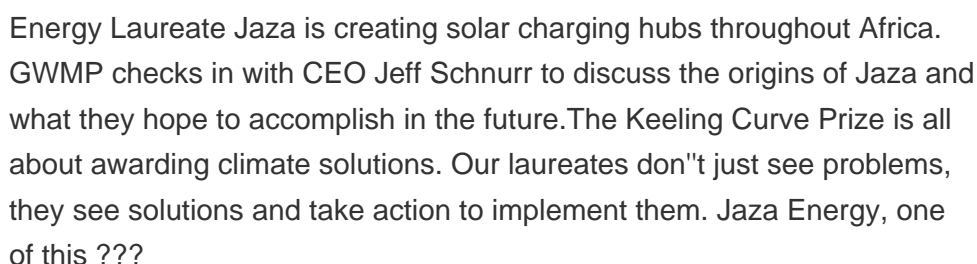 Energy Laureate Jaza is creating solar charging hubs throughout Africa.
GWMP checks in with CEO Jeff Schnurr to discuss the origins of Jaza and
what they hope to accomplish in the future.The Keeling Curve Prize is all
about awarding climate solutions. Our laureates don"t just see problems,
they see solutions and take action to implement them. Jaza Energy, one
of this ???